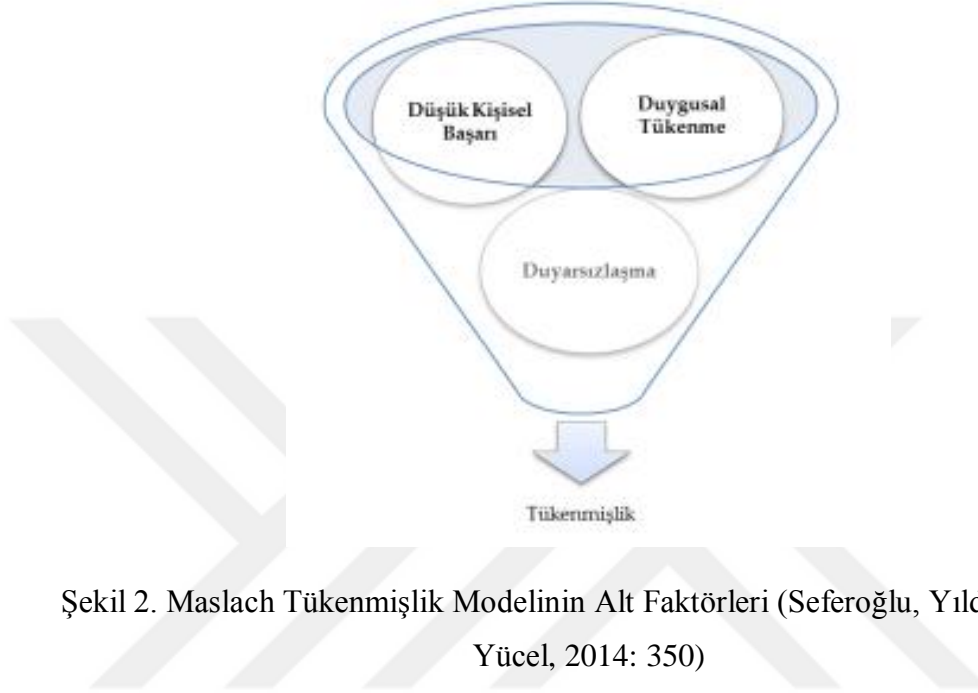 Düşük Kişisel
Başarı
Duygusal
Tükenme
Duyarsızlaşma
Tükenmişlik
Şekil 2. Maslach Tükenmişlik Modelinin Alt Faktörleri (Seferoğlu,
Yücel, 2014: 350)